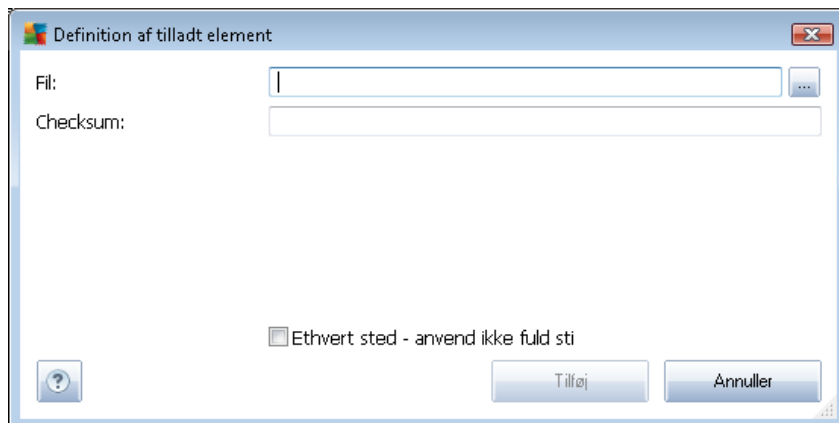 Definition af tilladt element
Fil:
...
Checksum:
Ethvert sted - anvend ikke fuld sti
?
Tilføj
Annuller